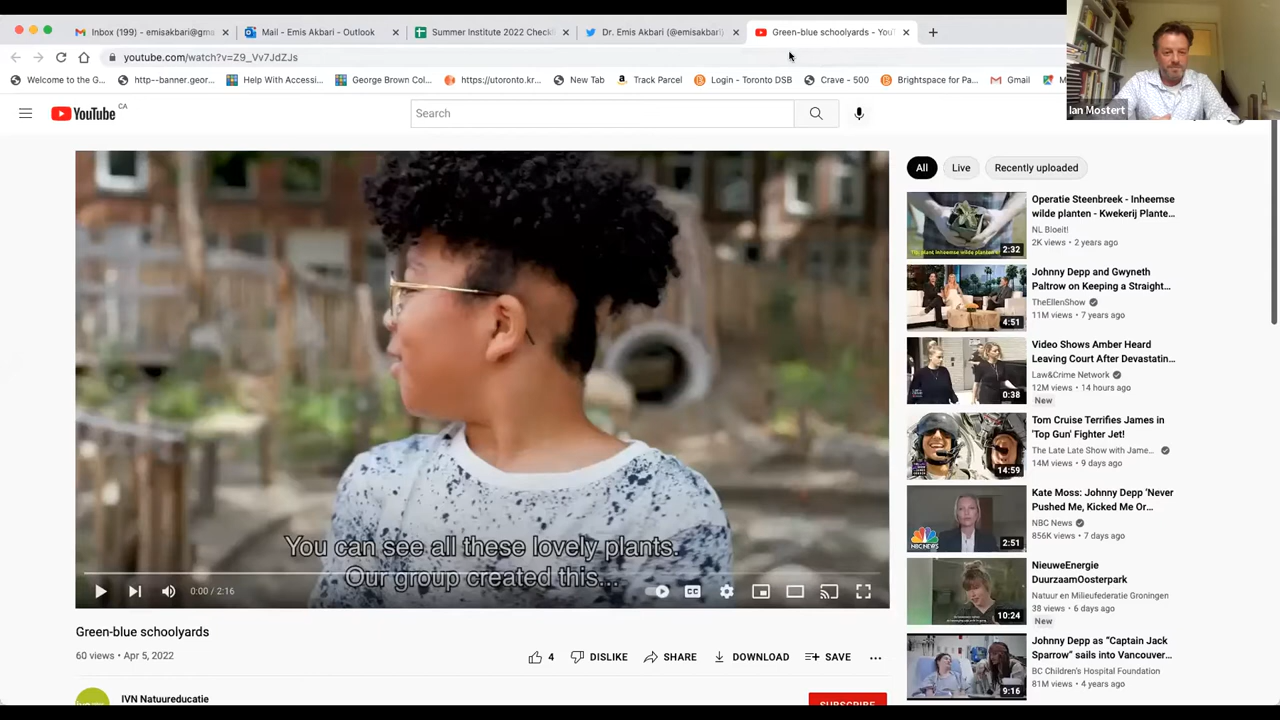 Inbox (199) - emisakbari@gma
Mail - Emis Akbari - Outlook
Summer Institute 2022 Check
Dr. Emis Akbari (@emisakbari)
Green-blue schoolyards - You
youtube.com/watch?v=Z9_Vv7JdZJs
Welcome to the G...
http--banner.geor...
Help With Accessi...
George Brown Col...
https://utoronto.kr...
New Tab
Track Parcel
Login - Toronto DSB
Crave - 500
Brightspace for Pa...
Gmail
M
Ian Mostert
YouTube CA
Search
All
Live
Recently uploaded
You can see all these lovely plants.
Our group created this...
0:00 / 2:16
CC
Green-blue schoolyards
60 views • Apr 5, 2022
4
DISLIKE
SHARE
DOWNLOAD
SAVE
IVN Natuureducatie
SUBSCRIBE
Operatie Steenbreek - Inheemse
wilde planten - Kwekerij Plante...
NL Bloeit!
2K views • 2 years ago
2:32
Johnny Depp and Gwyneth
Paltrow on Keeping a Straight...
TheEllenShow
11M views • 7 years ago
4:51
Video Shows Amber Heard
Leaving Court After Devastatin...
Law&Crime Network
12M views • 14 hours ago
New
0:38
Tom Cruise Terrifies James in
'Top Gun' Fighter Jet!
The Late Late Show with Jame...
14M views • 9 days ago
14:59
Kate Moss: Johnny Depp 'Never
Pushed Me, Kicked Me Or...
NBC News
856K views • 7 days ago
NBC NEWS
2:51
NieuweEnergie
DuurzaamOosterpark
Natuur en Milieufederatie Groningen
38 views • 6 days ago
New
10:24
Johnny Depp as "Captain Jack
Sparrow" sails into Vancouver...
BC Children's Hospital Foundation
81M views • 4 years ago
9:16